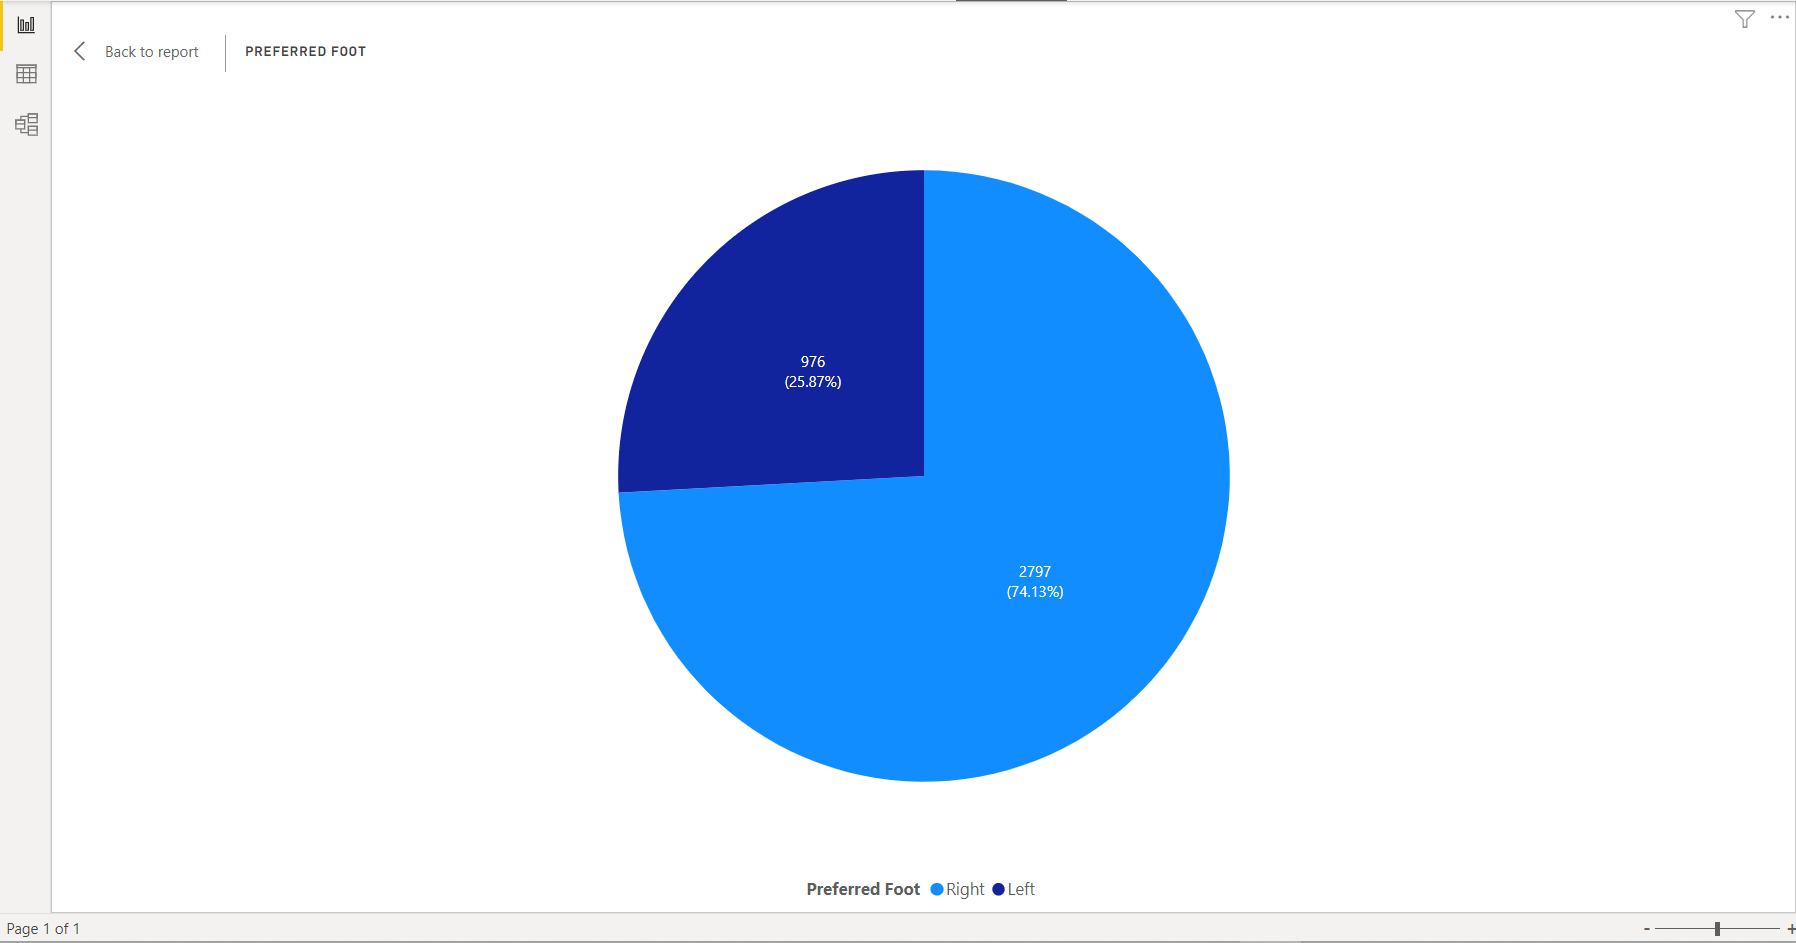 Back to report
PREFERRED FOOT
976
(25.87%)
2797
(74.13%)
Preferred Foot Right Left
Page 1 of 1
- +